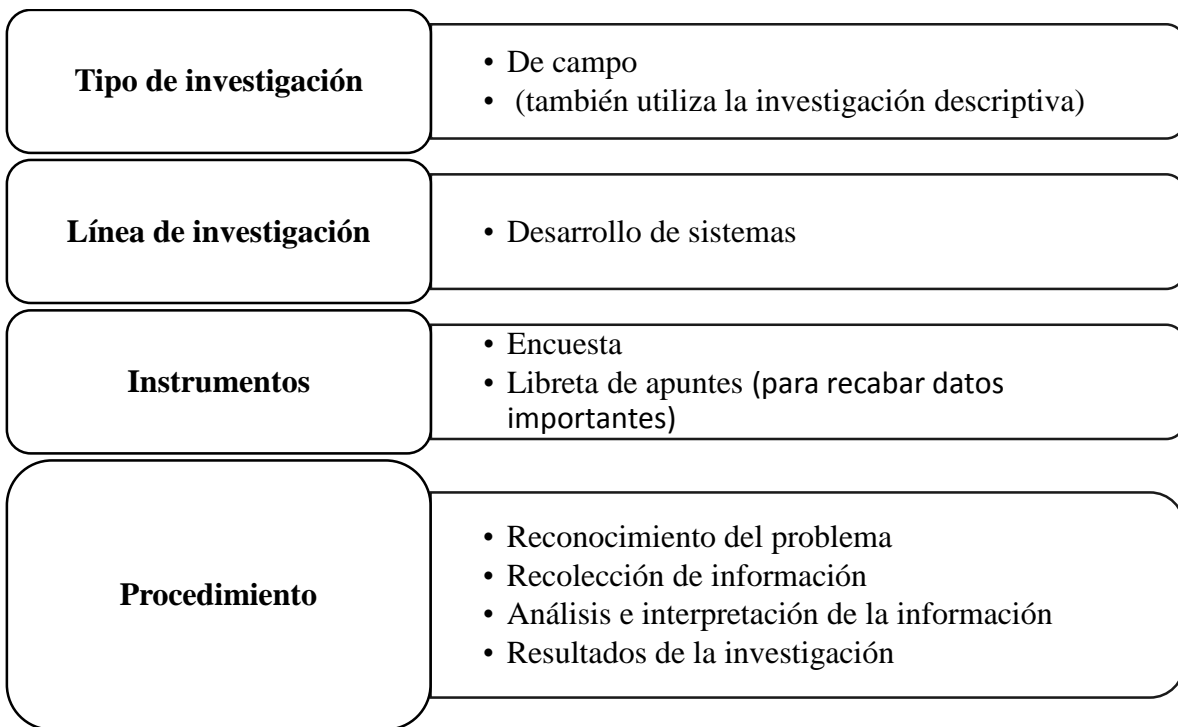 Tipo de investigación
• De campo
• (también utiliza la investigación descriptiva)
Línea de investigación
• Desarrollo de sistemas
Instrumentos
• Encuesta
• Libreta de apuntes (para recabar datos
importantes)
Procedimiento
• Reconocimiento del problema
• Recolección de información
• Análisis e interpretación de la información
• Resultados de la investigación